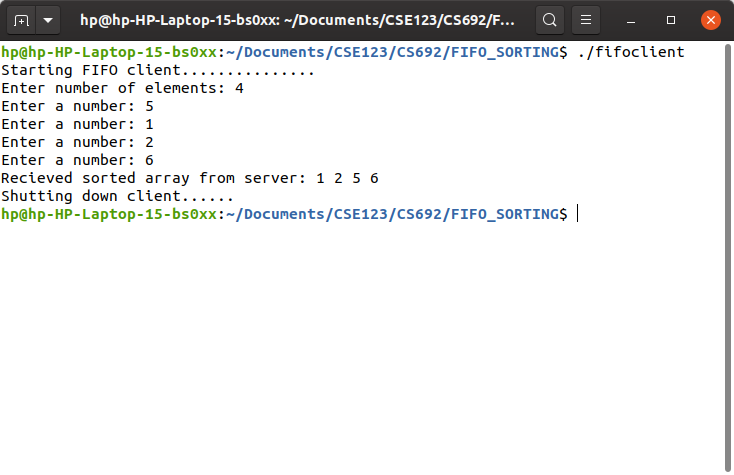 hp@hp-HP-Laptop-15-bs0xx: ~/Documents/CSE123/CS692/F...
hp@hp-HP-Laptop-15-bs0xx:~/Documents/CSE123/CS692/FIFO_SORTING$ ./fifoclient
Starting FIFO client...............
Enter number of elements: 4
Enter a number: 5
Enter a number: 1
Enter a number: 2
Enter a number: 6
Recieved sorted array from server: 1 2 5 6
Shutting down client......
hp@hp-HP-Laptop-15-bs0xx:~/Documents/CSE123/CS692/FIFO_SORTING$